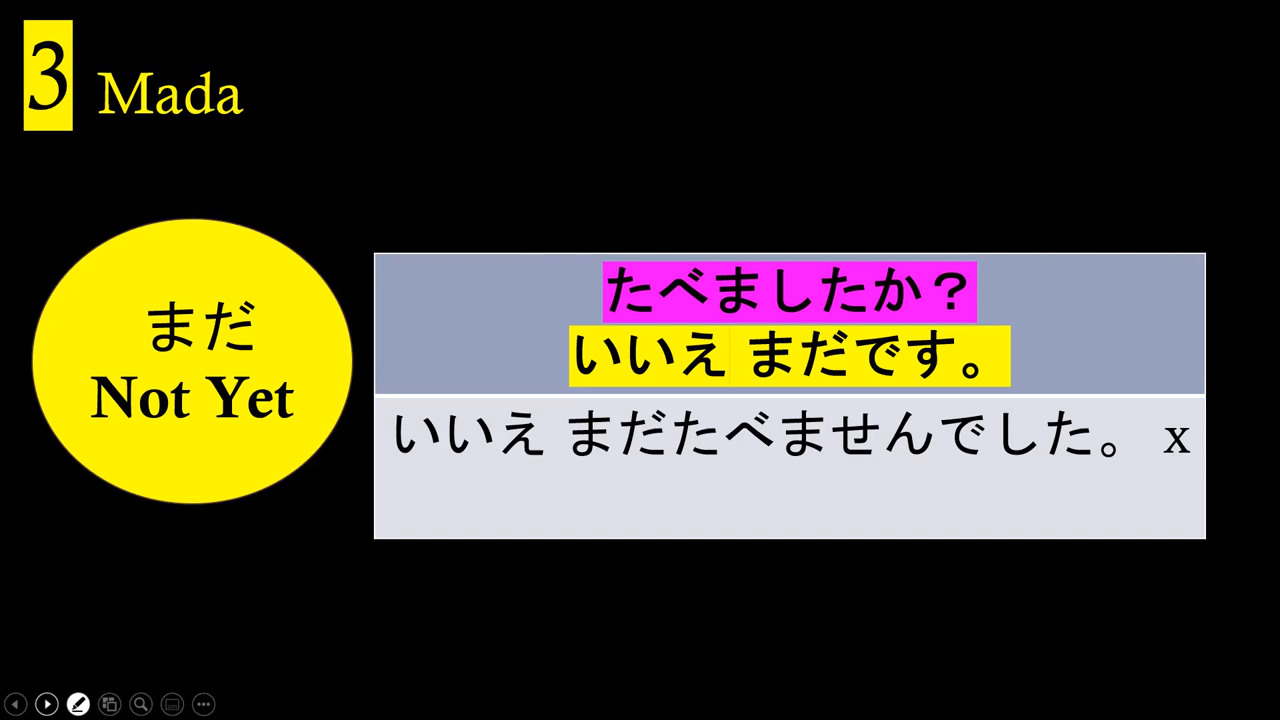 3 Mada
まだ
Not Yet
たべましたか？
いいえ まだです。
いいえ まだたべませんでした。 x